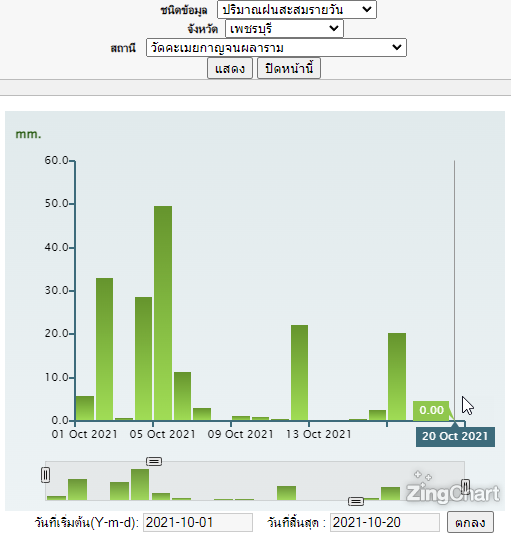 ชนิดข้อมูล ปริมาณฝนสะสมรายวัน
จังหวัด เพชรบุรี
สถานี วัดคะเมยกาญจนผลาราม
แสดง ปิดหน้านี้
mm.
60.0
50.0
40.0
30.0
20.0
10.0
0.0
0.00
01 Oct 2021 05 Oct 2021 09 Oct 2021 13 Oct 2021 20 Oct 2021
ZingChart
วันที่เริ่มต้น(Y-m-d): 2021-10-01 วันที่สิ้นสุด : 2021-10-20 ตกลง